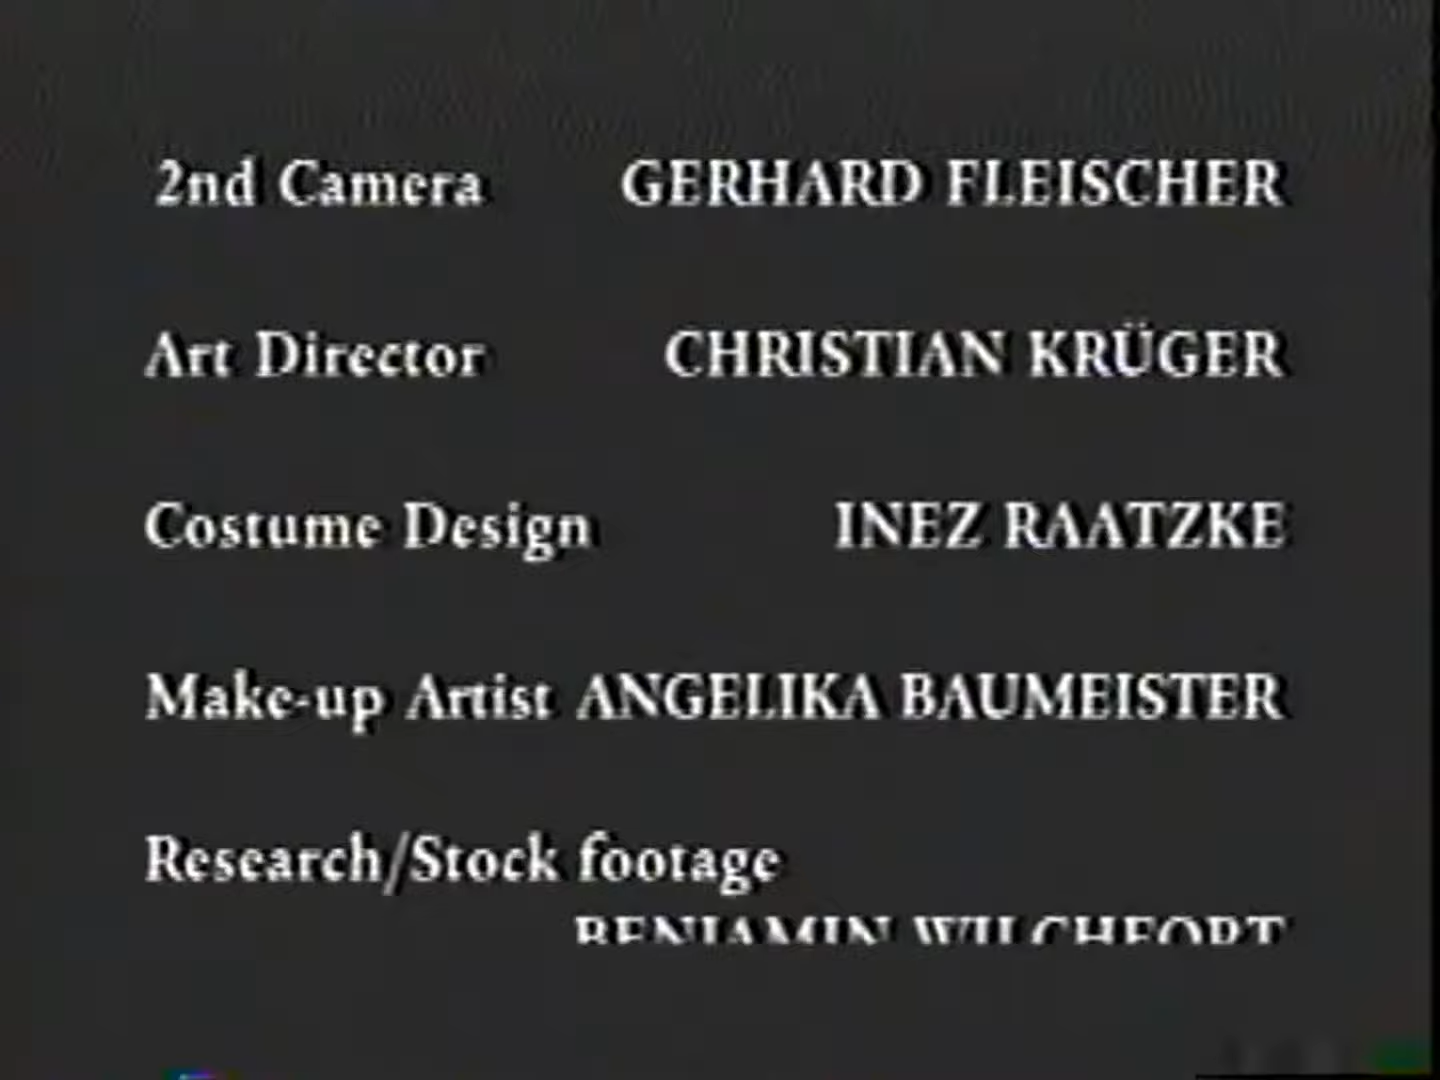 2nd Camera GERHARD FLEISCHER
Art Director CHRISTIAN KRÜGER
Costume Design INEZ RAATZKE
Make-up Artist ANGELIKA BAUMEISTER
Research/Stock footage
BENJAMIN